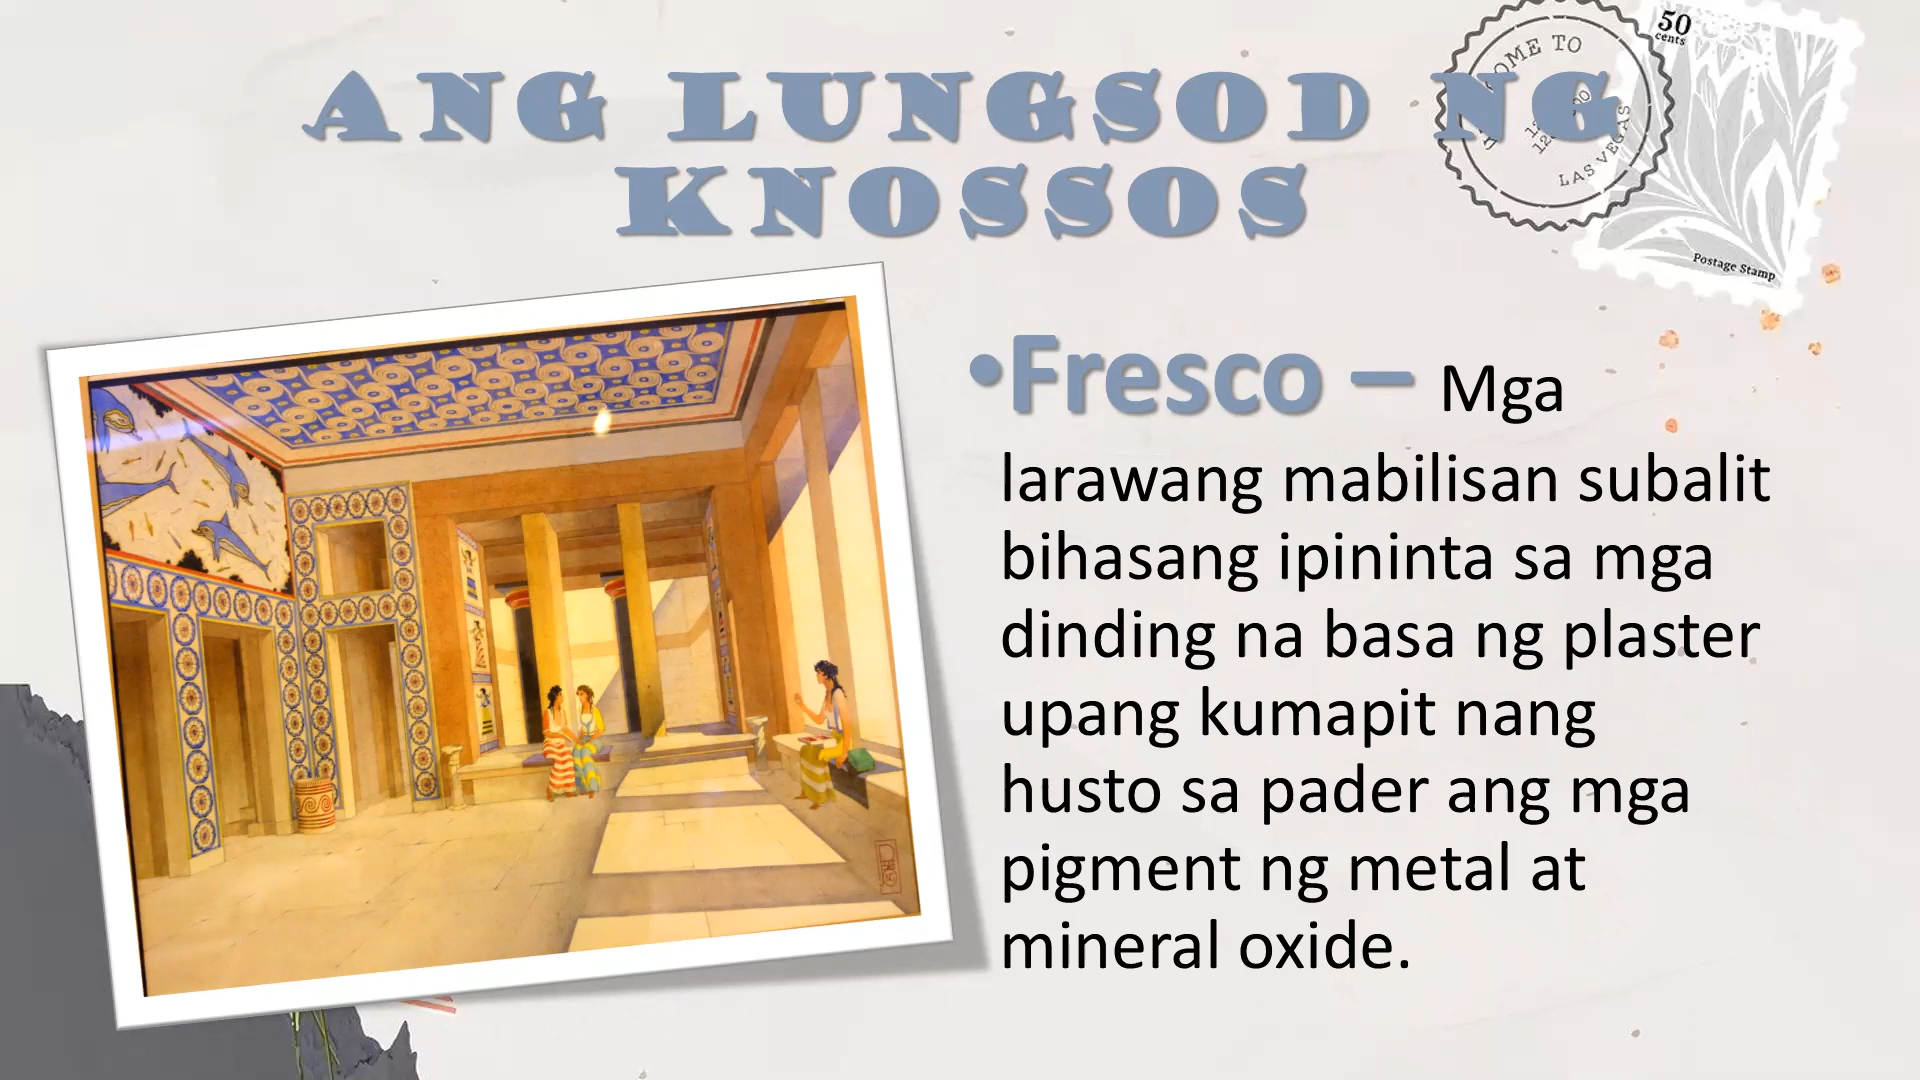 ANG LUNGSOD NG
KNOSSOS
50
cents
OME TO
LAS VEGAS
Postage Stamp
•Fresco – Mga
larawang mabilisan subalit
bihasang ipininta sa mga
dinding na basa ng plaster
upang kumapit nang
husto sa pader ang mga
pigment ng metal at
mineral oxide.